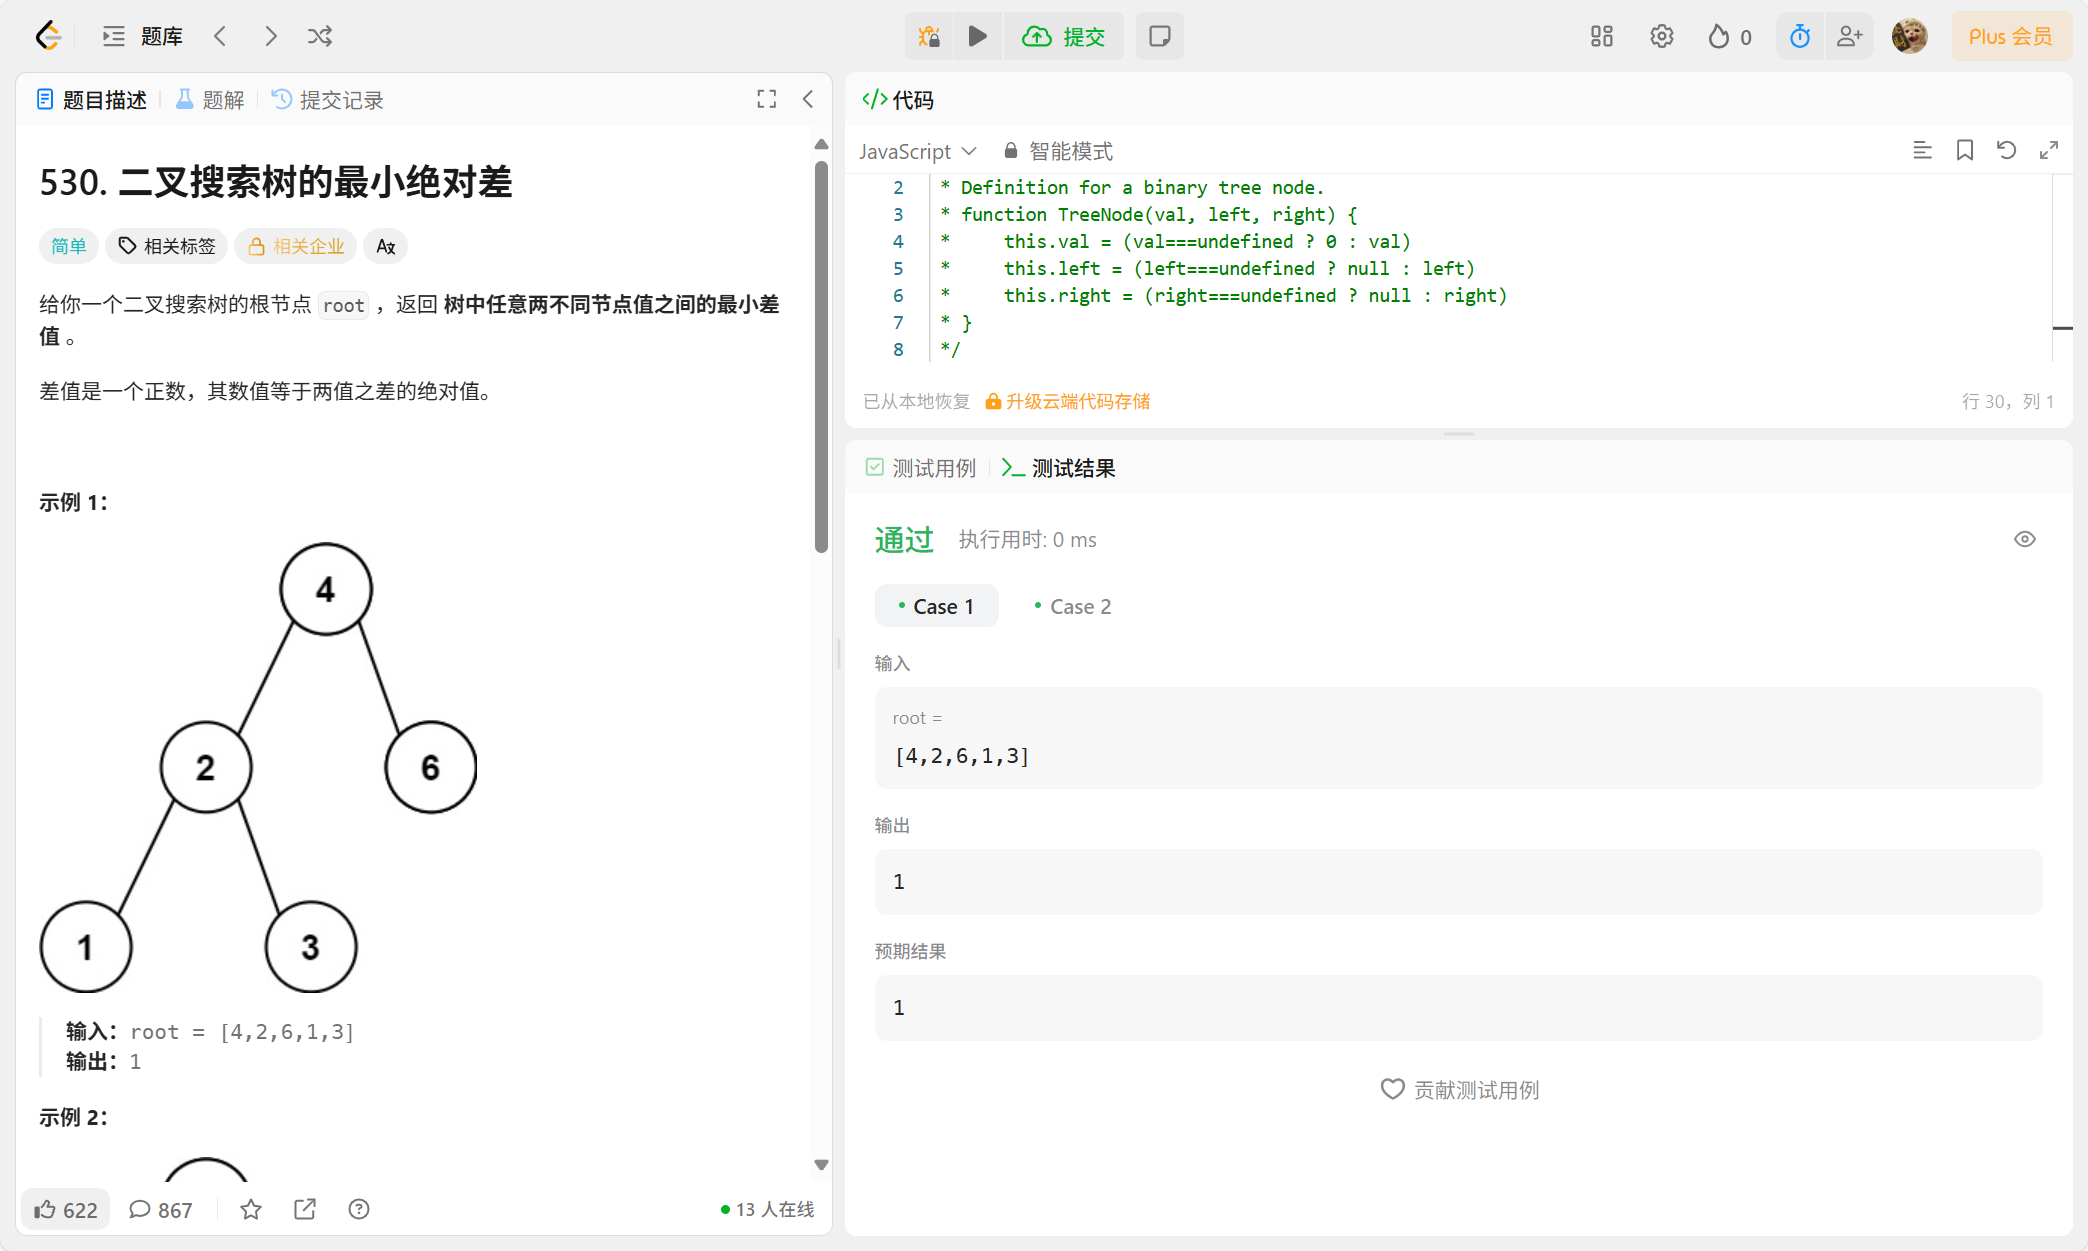 题库
提交
0
Plus 会员
题目描述
题解
提交记录
530. 二叉搜索树的最小绝对差
简单
相关标签
相关企业
给你一个二叉搜索树的根节点 root ，返回 树中任意两不同节点值之间的最小差
值 。
差值是一个正数，其数值等于两值之差的绝对值。
示例 1：
4
2
6
1
3
输入：root = [4,2,6,1,3]
输出：1
示例 2：
622
867
13 人在线
代码
JavaScript
智能模式
2 * Definition for a binary tree node.
3 * function TreeNode(val, left, right) {
4 *     this.val = (val===undefined ? 0 : val)
5 *     this.left = (left===undefined ? null : left)
6 *     this.right = (right===undefined ? null : right)
7 * }
8 */
已从本地恢复
升级云端代码存储
行 30，列 1
测试用例
测试结果
通过
执行用时: 0 ms
Case 1
Case 2
输入
root =
[4,2,6,1,3]
输出
1
预期结果
1
贡献测试用例